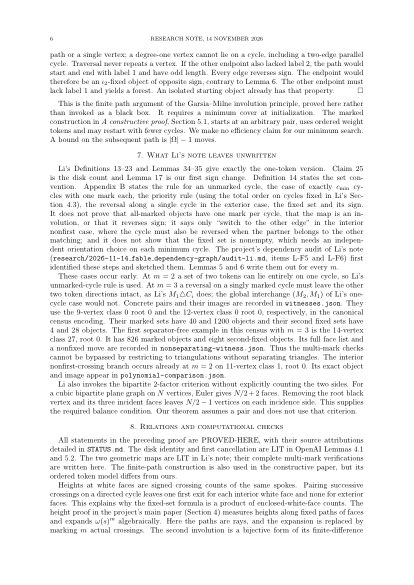 6 RESEARCH NOTE, 14 NOVEMBER 2026
path or a single vertex; a degree-one vertex cannot lie on a cycle, including a two-edge parallel
cycle. Traversal never repeats a vertex. If the other endpoint also lacked label 2, the path would
start and end with label 1 and have odd length. Every edge reverses sign. The endpoint would
therefore be an ι₂-fixed object of opposite sign, contrary to Lemma 14. The other endpoint must
lack label 1 and yields a forest. An isolated starting object already has that property. □
This is the finite path argument of the Garsia–Milne involution principle, proved here rather
than invoked as a black box. It requires a minimum cover at initialization. The marked
construction in A constructive proof, Section 5.1, starts at an arbitrary pair, uses ordered weight
tokens and may restart with fewer cycles. We make no efficiency claim for our minimum search.
A bound on the subsequent path is |Ω| − 1 moves.
7. What Li's note leaves unwritten
Li's Definitions 13–23 and Lemmas 34–35 give exactly the one-token version. Claim 25
is the disk count and Lemma 17 is our first sign change. Definition 14 states the set con-
vention. Appendix B states the rule for an unmarked cycle, the case of exactly c_min cy-
cles with one mark each, the priority rule (using the total order on cycles fixed in Li's Sec-
tion 4.3), the reversal along a single cycle in the exterior case, the fixed set and its sign.
It does not prove that all-marked objects have one mark per cycle, that the map is an in-
volution, or that it reverses sign; it says only “switch to the other edge” in the interior
nonfirst case, where the cycle must also be reversed when the partner belongs to the other
matching; and it does not show that the fixed set is nonempty, which needs an indepen-
dent orientation choice on each minimum cycle. The project's dependency audit of Li's note
(research/2026-11-14_fable_dependency-graph/audit-li.md, items L-F5 and L-F6) first
identified these steps and sketched them. Lemmas 5 and 6 write them out for every m.
These cases occur early. At m = 2 a set of two tokens can lie entirely on one cycle, so Li's
unmarked-cycle rule is used. At m = 3 a reversal on a singly marked cycle must leave the other
two token directions intact, as Li's M₁△Cᵢ does; the global interchange (M₂, M₁) of Li's one-
cycle case would not. Concrete pairs and their images are recorded in witnesses.json. They
use the 9-vertex class 0 root 0 and the 12-vertex class 0 root 0, respectively, in the canonical
census encoding. Their marked sets have 40 and 1200 objects and their second fixed sets have
4 and 28 objects. The first separator-free example in this census with m = 3 is the 14-vertex
class 27, root 0. It has 826 marked objects and eight second-fixed objects. Its full face list and
a nonfixed move are recorded in nonseparating-witness.json. Thus the multi-mark checks
cannot be bypassed by restricting to triangulations without separating triangles. The interior
nonfirst-crossing branch occurs already at m = 2 on 11-vertex class 1, root 0. Its exact object
and image appear in polynomial-comparison.json.
Li also invokes the bipartite 2-factor criterion without explicitly counting the two sides. For
a cubic bipartite plane graph on N vertices, Euler gives N/2 + 2 faces. Removing the root black
vertex and its three incident faces leaves N/2 − 1 vertices on each incidence side. This supplies
the required balance condition. Our theorem assumes a pair and does not use that criterion.
8. Relations and computational checks
All statements in the preceding proof are PROVED-HERE, with their source attributions
detailed in STATUS.md. The disk identity and first cancellation are LIT in OpenAI Lemmas 4.1
and 5.2. The two geometric maps are LIT in Li's note; their complete multi-mark verifications
are written here. The finite-path construction is also used in the constructive paper, but its
ordered token model differs from ours.
Heights at white faces are signed crossing counts of the same spokes. Pairing successive
crossings on a directed cycle leaves one first exit for each interior white face and none for exterior
faces. This explains why the fixed-set formula is a product of enclosed-white-face counts. The
height proof in the project's main paper (Section 4) measures heights along fixed paths of faces
and expands ω(s)ᵐ algebraically. Here the paths are rays, and the expansion is replaced by
marking m actual crossings. The second involution is a bijective form of its finite-difference